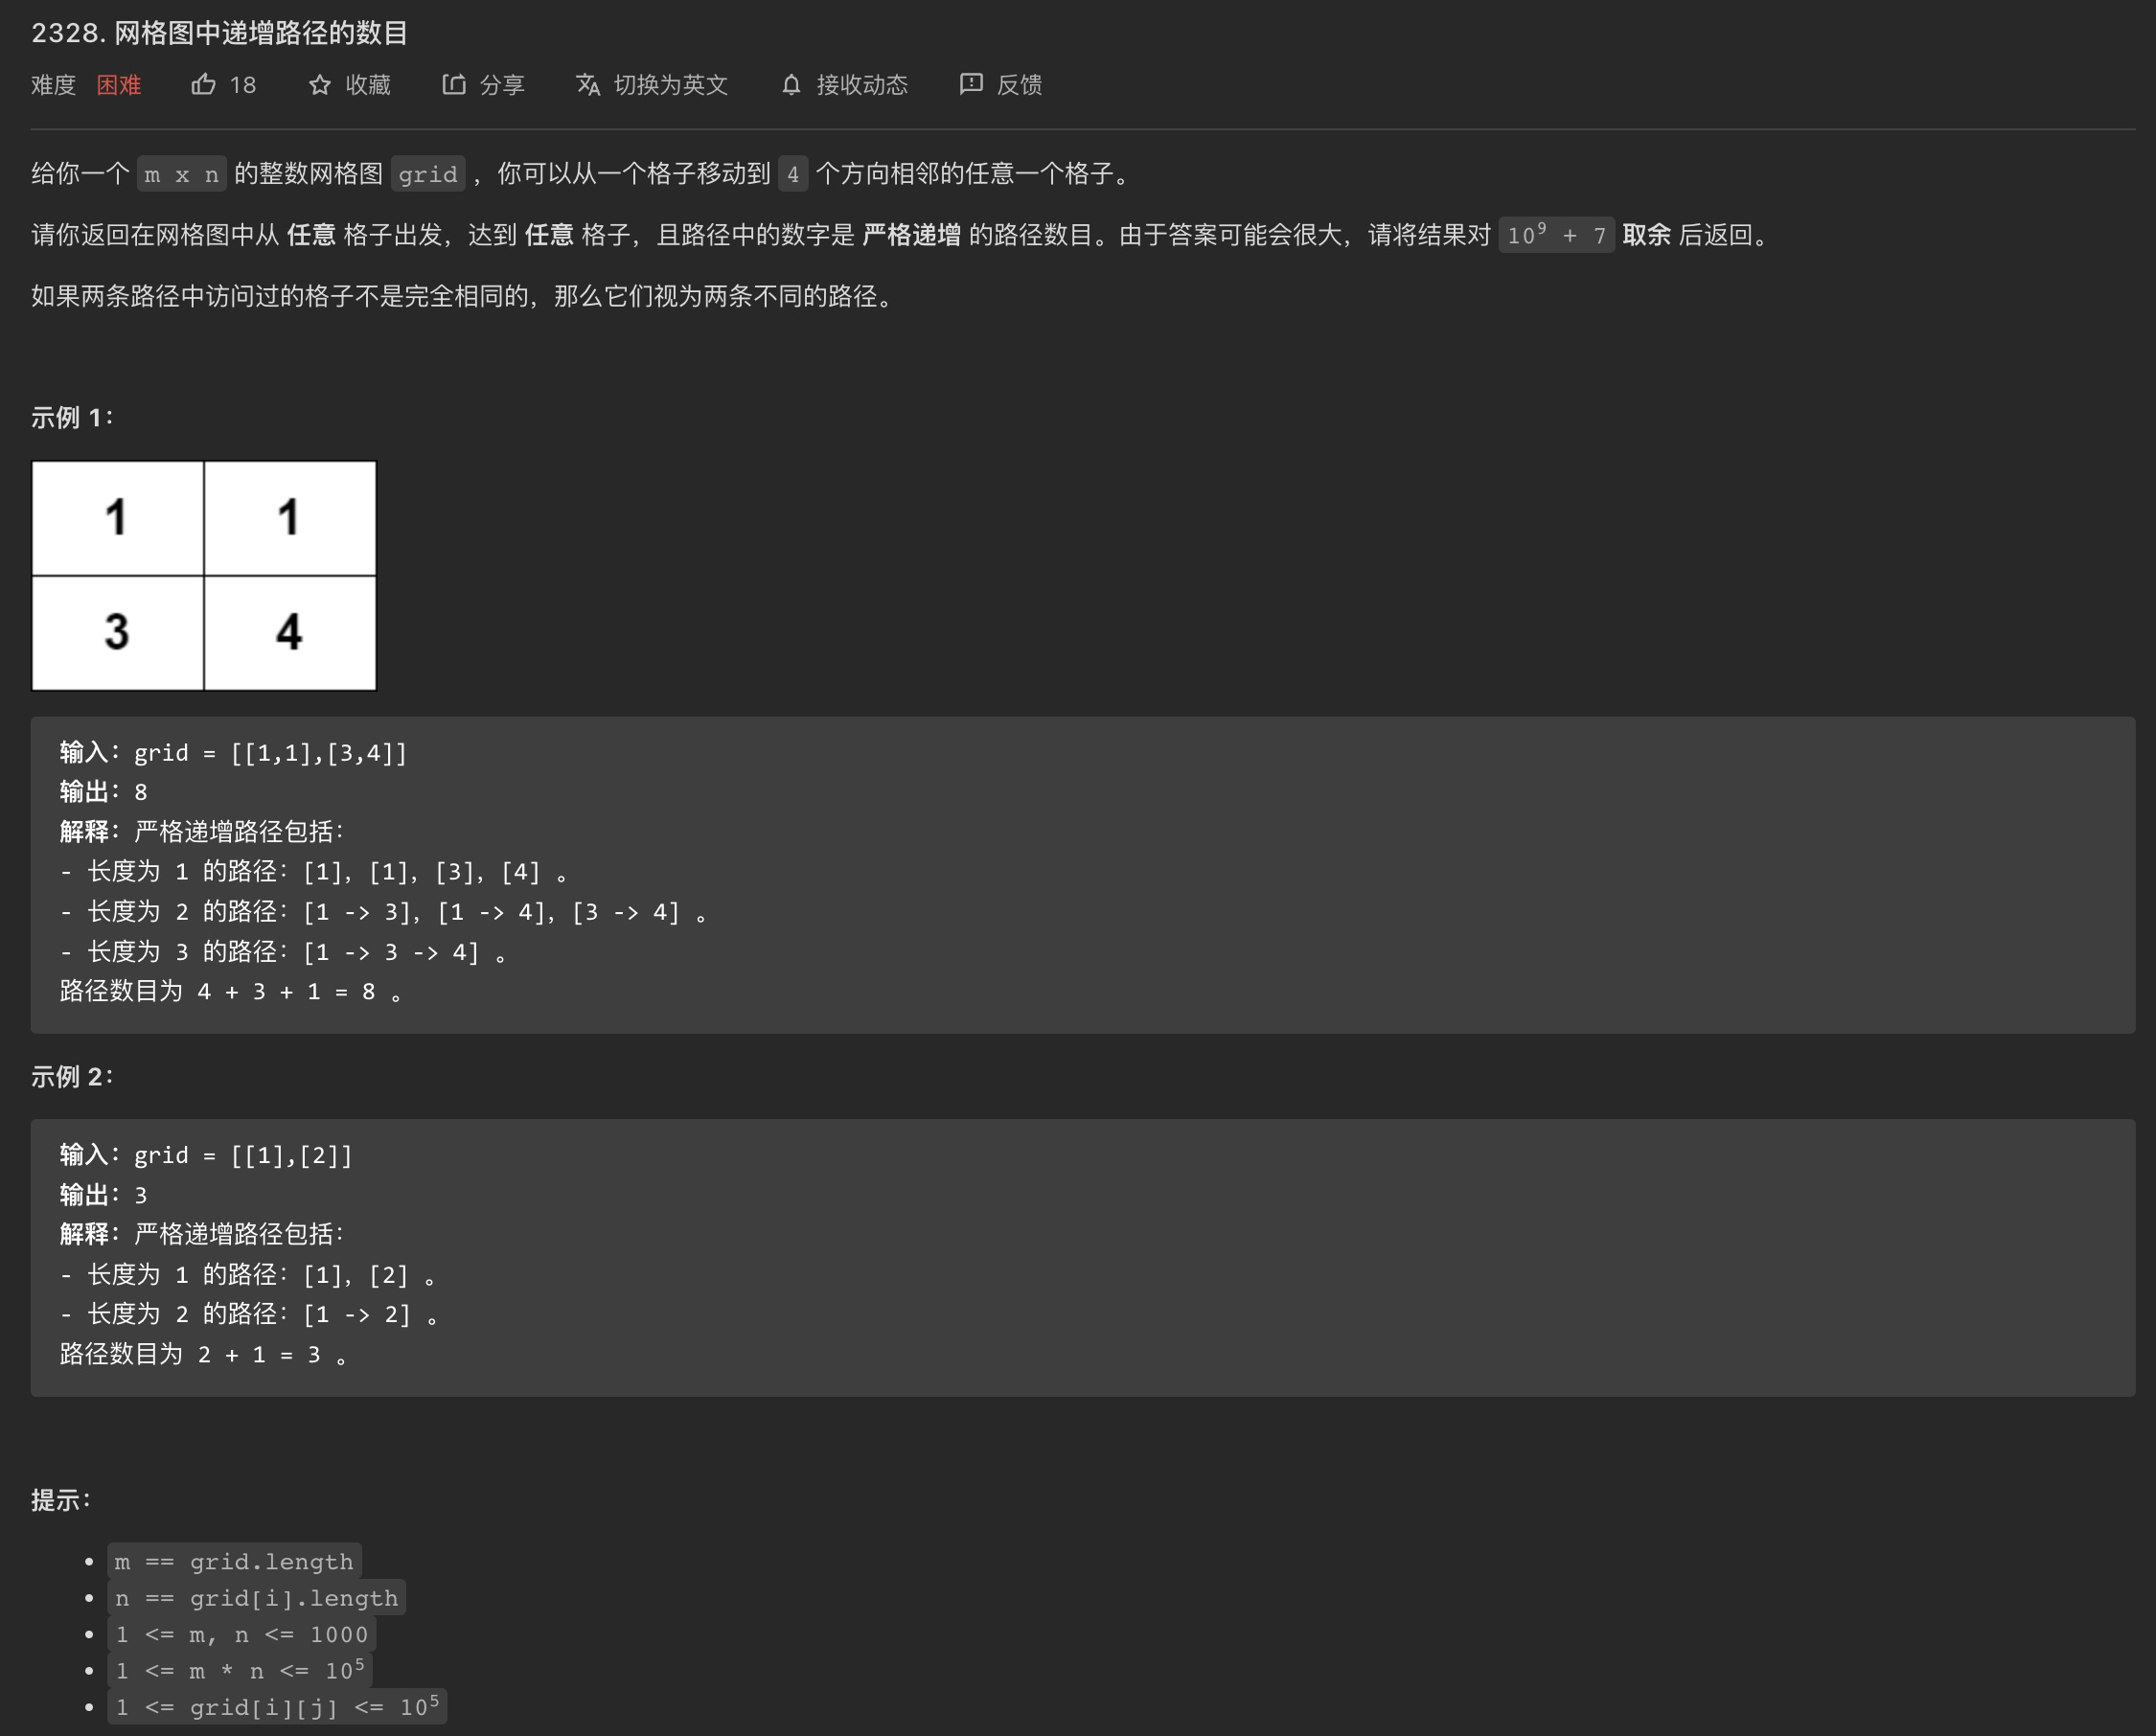 2328. 网格图中递增路径的数目
难度 困难 18 收藏 分享 切换为英文 接收动态 反馈
给你一个 m x n 的整数网格图 grid ，你可以从一个格子移动到 4 个方向相邻的任意一个格子。
请你返回在网格图中从 任意 格子出发，达到 任意 格子，且路径中的数字是 严格递增 的路径数目。由于答案可能会很大，请将结果对 10⁹ + 7 取余 后返回。
如果两条路径中访问过的格子不是完全相同的，那么它们视为两条不同的路径。
示例 1：
1 1
3 4
输入：grid = [[1,1],[3,4]]
输出：8
解释：严格递增路径包括：
- 长度为 1 的路径：[1]，[1]，[3]，[4] 。
- 长度为 2 的路径：[1 -> 3]，[1 -> 4]，[3 -> 4] 。
- 长度为 3 的路径：[1 -> 3 -> 4] 。
路径数目为 4 + 3 + 1 = 8 。
示例 2：
输入：grid = [[1],[2]]
输出：3
解释：严格递增路径包括：
- 长度为 1 的路径：[1]，[2] 。
- 长度为 2 的路径：[1 -> 2] 。
路径数目为 2 + 1 = 3 。
提示：
• m == grid.length
• n == grid[i].length
• 1 <= m, n <= 1000
• 1 <= m * n <= 10⁵
• 1 <= grid[i][j] <= 10⁵